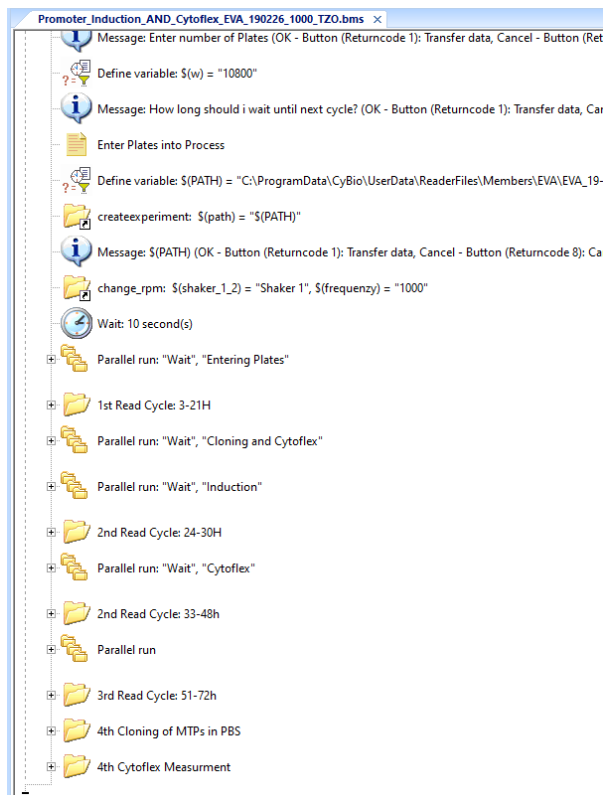 Promoter_Induction_AND_Cytoflex_EVA_190226_1000_TZO.bms ×
Message: Enter number of Plates (OK - Button (Returncode 1): Transfer data, Cancel - Button (Ret
Define variable: $(w) = "10800"
Message: How long should i wait until next cycle? (OK - Button (Returncode 1): Transfer data, Can
Enter Plates into Process
Define variable: $(PATH) = "C:\ProgramData\CyBio\UserData\ReaderFiles\Members\EVA\EVA_19-
createexperiment: $(path) = "$(PATH)"
Message: $(PATH) (OK - Button (Returncode 1): Transfer data, Cancel - Button (Returncode 8): Ca
change_rpm: $(shaker_1_2) = "Shaker 1", $(frequenzy) = "1000"
Wait: 10 second(s)
Parallel run: "Wait", "Entering Plates"
1st Read Cycle: 3-21H
Parallel run: "Wait", "Cloning and Cytoflex"
Parallel run: "Wait", "Induction"
2nd Read Cycle: 24-30H
Parallel run: "Wait", "Cytoflex"
2nd Read Cycle: 33-48h
Parallel run
3rd Read Cycle: 51-72h
4th Cloning of MTPs in PBS
4th Cytoflex Measurment